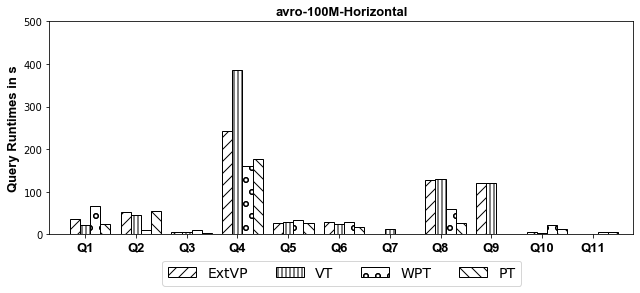 avro-100M-Horizontal
Query Runtimes in s
500
400
300
200
100
0
Q1 Q2 Q3 Q4 Q5 Q6 Q7 Q8 Q9 Q10 Q11
ExtVP VT WPT PT